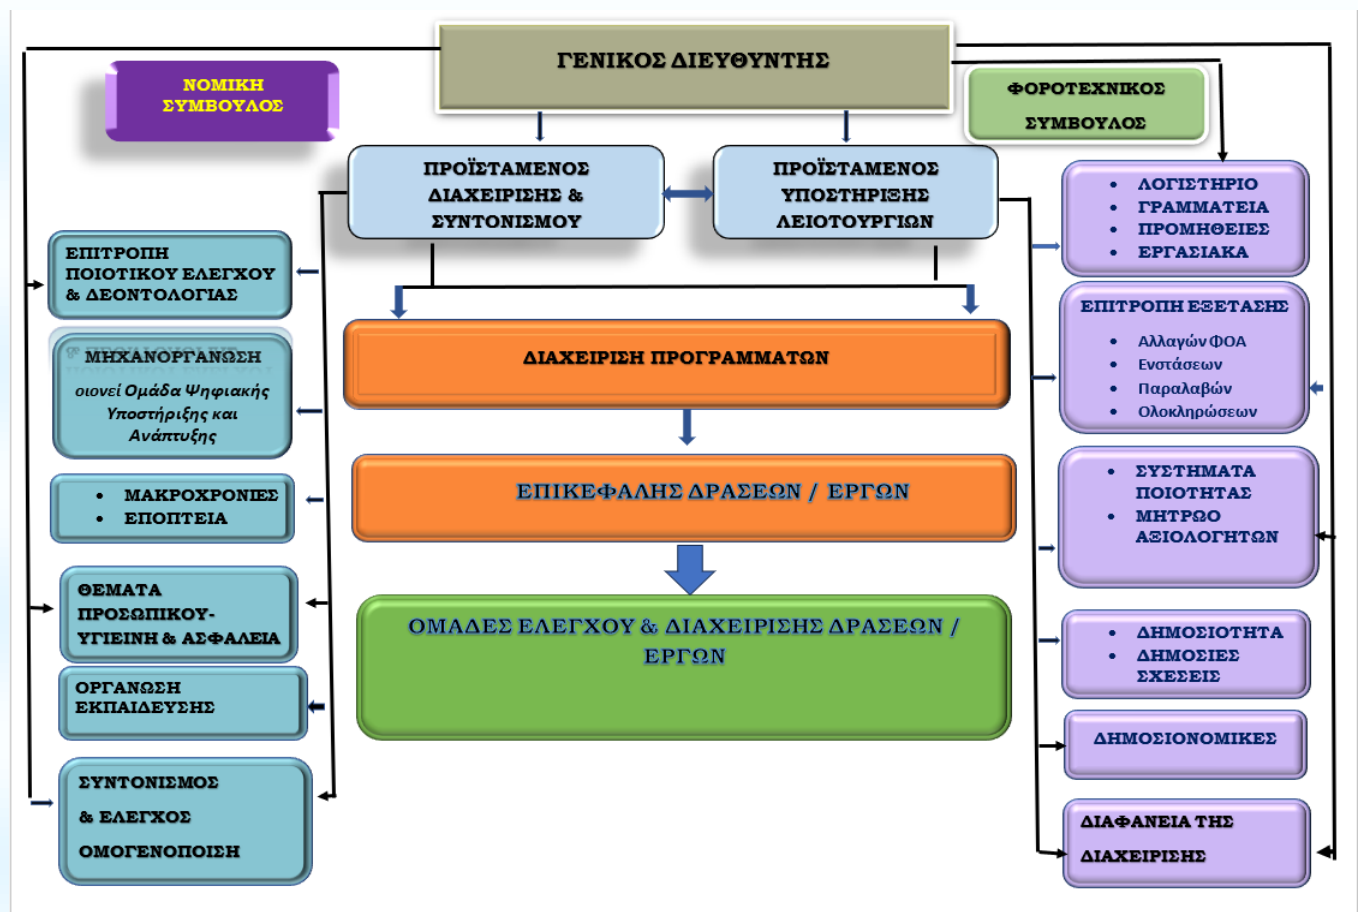 ΓΕΝΙΚΟΣ ΔΙΕΥΘΥΝΤΗΣ
ΝΟΜΙΚΗ
ΣΥΜΒΟΥΛΟΣ
ΦΟΡΟΤΕΧΝΙΚΟΣ
ΣΥΜΒΟΥΛΟΣ
ΠΡΟΪΣΤΑΜΕΝΟΣ
ΔΙΑΧΕΙΡΙΣΗΣ &
ΣΥΝΤΟΝΙΣΜΟΥ
ΠΡΟΪΣΤΑΜΕΝΟΣ
ΥΠΟΣΤΗΡΙΞΗΣ
ΛΕΙΟΤΟΥΡΓΙΩΝ
ΕΠΙΤΡΟΠΗ
ΠΟΙΟΤΙΚΟΥ ΕΛΕΓΧΟΥ
& ΔΕΟΝΤΟΛΟΓΙΑΣ
ΜΗΧΑΝΟΡΓΑΝΩΣΗ
οιονεί Ομάδα Ψηφιακής
Υποστήριξης και
Ανάπτυξης
• ΜΑΚΡΟΧΡΟΝΙΕΣ
• ΕΠΟΠΤΕΙΑ
ΘΕΜΑΤΑ
ΠΡΟΣΩΠΙΚΟΥ-
ΥΓΙΕΙΝΗ & ΑΣΦΑΛΕΙΑ
ΟΡΓΑΝΩΣΗ
ΕΚΠΑΙΔΕΥΣΗΣ
ΣΥΝΤΟΝΙΣΜΟΣ
& ΕΛΕΓΧΟΣ
ΟΜΟΓΕΝΟΠΟΙΣΗ
ΔΙΑΧΕΙΡΙΣΗ ΠΡΟΓΡΑΜΜΑΤΩΝ
ΕΠΙΚΕΦΑΛΗΣ ΔΡΑΣΕΩΝ / ΕΡΓΩΝ
ΟΜΑΔΕΣ ΕΛΕΓΧΟΥ & ΔΙΑΧΕΙΡΙΣΗΣ ΔΡΑΣΕΩΝ /
ΕΡΓΩΝ
• ΛΟΓΙΣΤΗΡΙΟ
• ΓΡΑΜΜΑΤΕΙΑ
• ΠΡΟΜΗΘΕΙΕΣ
• ΕΡΓΑΣΙΑΚΑ
ΕΠΙΤΡΟΠΗ ΕΞΕΤΑΣΗΣ
• Αλλαγών ΦΟΑ
• Ενστάσεων
• Παραλαβών
• Ολοκληρώσεων
• ΣΥΣΤΗΜΑΤΑ
ΠΟΙΟΤΗΤΑΣ
• ΜΗΤΡΩΟ
ΑΞΙΟΛΟΓΗΤΩΝ
• ΔΗΜΟΣΙΟΤΗΤΑ
• ΔΗΜΟΣΙΕΣ
ΣΧΕΣΕΙΣ
ΔΗΜΟΣΙΟΝΟΜΙΚΕΣ
ΔΙΑΦΑΝΕΙΑ ΤΗΣ
ΔΙΑΧΕΙΡΙΣΗΣ